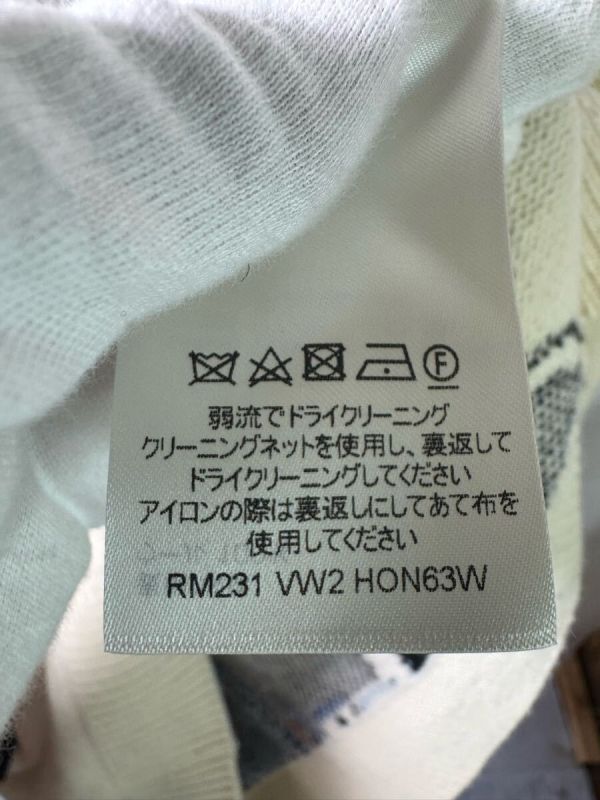 F
弱流でドライクリーニング
クリーニングネットを使用し、裏返して
ドライクリーニングしてください
アイロンの際は裏返しにしてあて布を
使用してください
RM231 VW2 HON63W